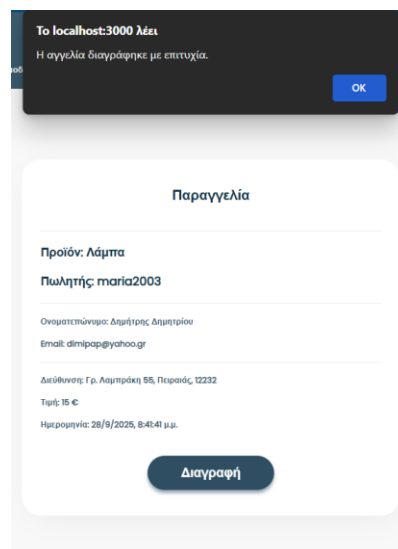 Το localhost:3000 λέει
Η αγγελία διαγράφηκε με επιτυχία.
OK
Παραγγελία
Προϊόν: Λάμπα
Πωλητής: maria2003
Ονοματεπώνυμο: Δημήτρης Δημητρίου
Email: dimipap@yahoo.gr
Διεύθυνση: Γρ. Λαμπράκη 55, Πειραιάς, 12232
Τιμή: 15 €
Ημερομηνία: 28/9/2025, 8:41:41 μ.μ.
Διαγραφή